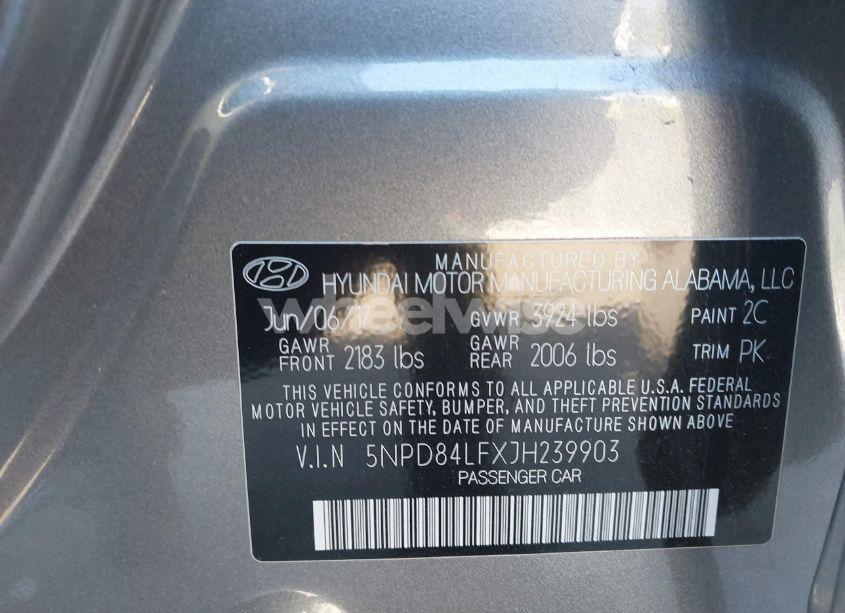 MANUFACTURED BY
HYUNDAI MOTOR MANUFACTURING ALABAMA, LLC
Jun/06/17 GVWR 3924 lbs PAINT 2C
GAWR FRONT 2183 lbs GAWR REAR 2006 lbs TRIM PK
THIS VEHICLE CONFORMS TO ALL APPLICABLE U.S.A. FEDERAL
MOTOR VEHICLE SAFETY, BUMPER, AND THEFT PREVENTION STANDARDS
IN EFFECT ON THE DATE OF MANUFACTURE SHOWN ABOVE
V.I.N 5NPD84LFXJH239903
PASSENGER CAR
wheelwise